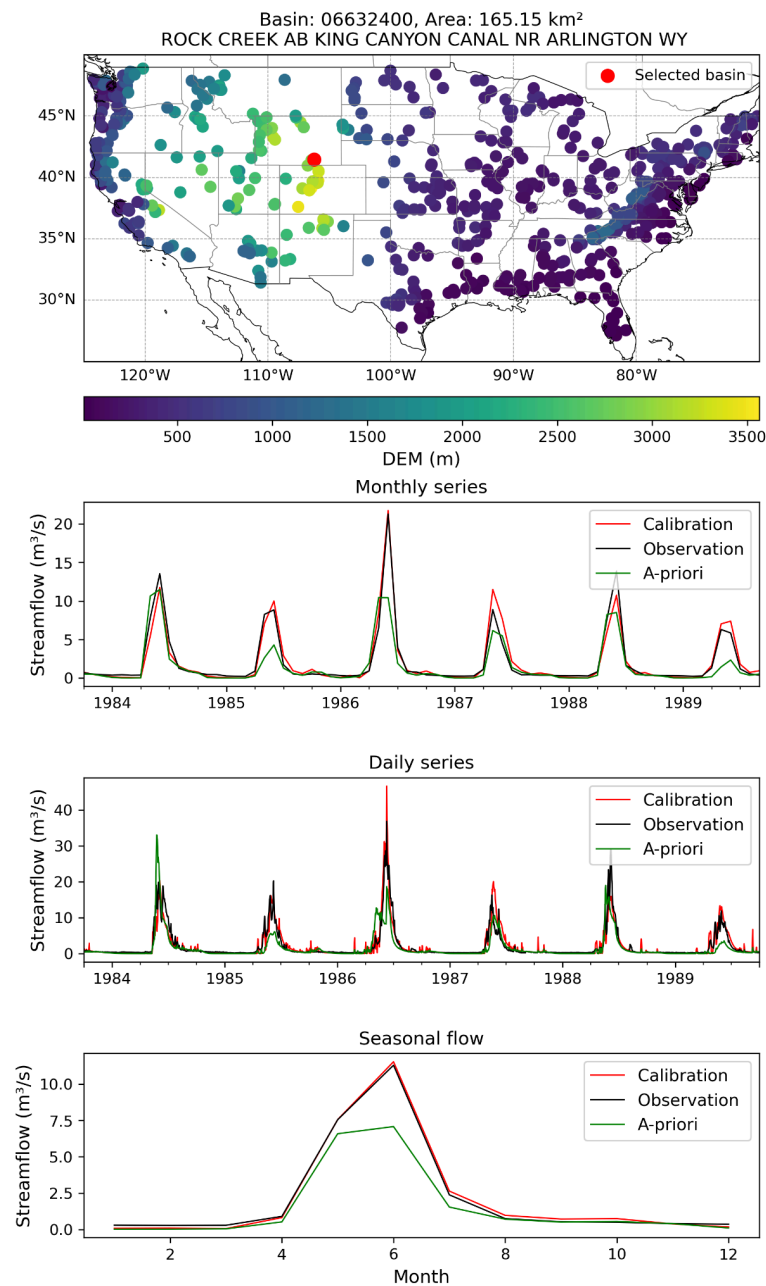 Basin: 06632400, Area: 165.15 km²
ROCK CREEK AB KING CANYON CANAL NR ARLINGTON WY
Selected basin
45°N
40°N
35°N
30°N
120°W 110°W 100°W 90°W 80°W
500 1000 1500 2000 2500 3000 3500
DEM (m)
Monthly series
Streamflow (m³/s)
20
15
10
5
0
Calibration
Observation
A-priori
1984 1985 1986 1987 1988 1989
Daily series
Streamflow (m³/s)
40
30
20
10
0
Calibration
Observation
A-priori
1984 1985 1986 1987 1988 1989
Seasonal flow
Streamflow (m³/s)
10.0
7.5
5.0
2.5
0.0
Calibration
Observation
A-priori
2 4 6 8 10 12
Month